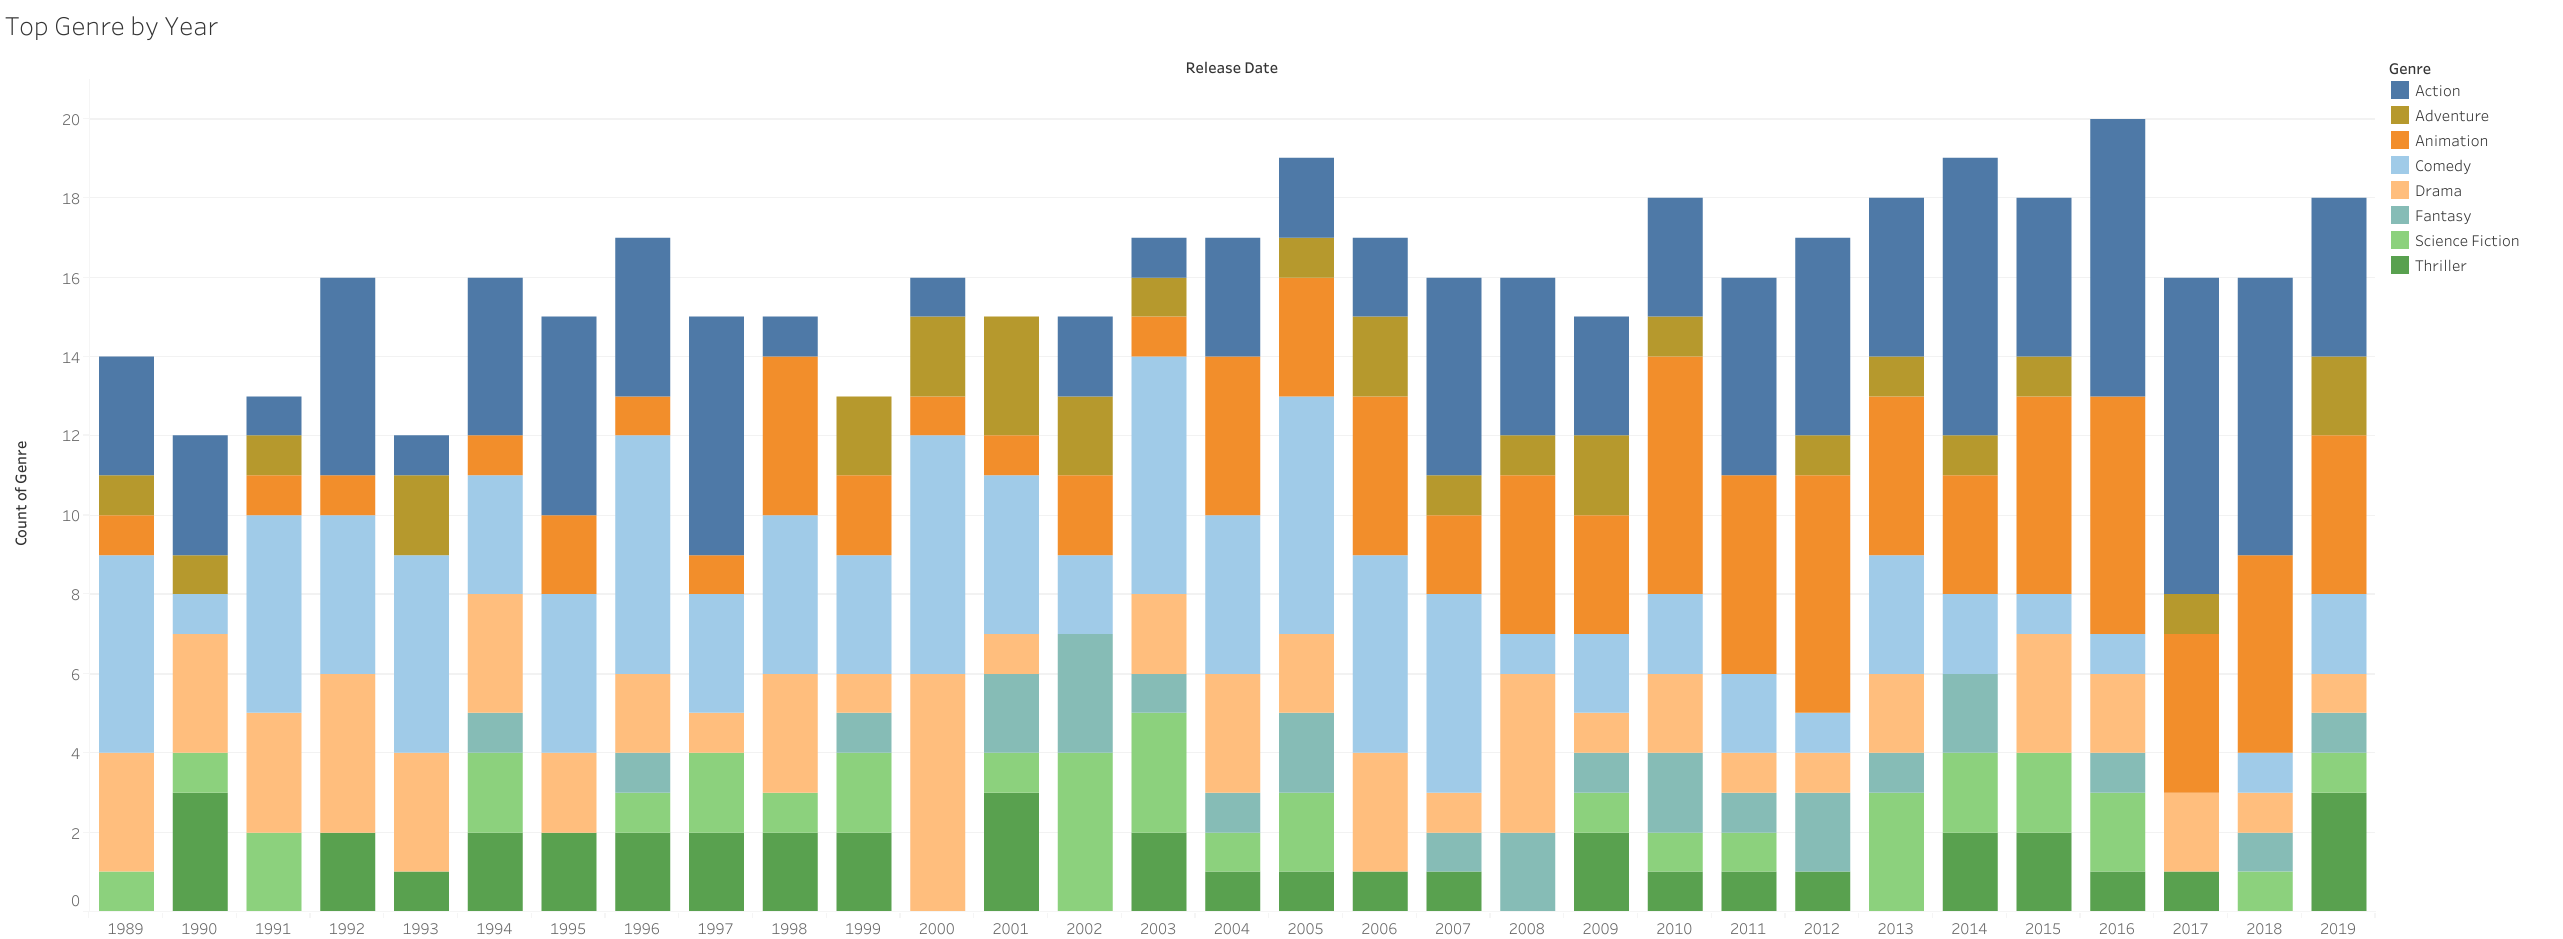 Top Genre by Year
Release Date
Genre
Action
Adventure
Animation
Comedy
Drama
Fantasy
Science Fiction
Thriller
Count of Genre
20
18
16
14
12
10
8
6
4
2
0
1989 1990 1991 1992 1993 1994 1995 1996 1997 1998 1999 2000 2001 2002 2003 2004 2005 2006 2007 2008 2009 2010 2011 2012 2013 2014 2015 2016 2017 2018 2019